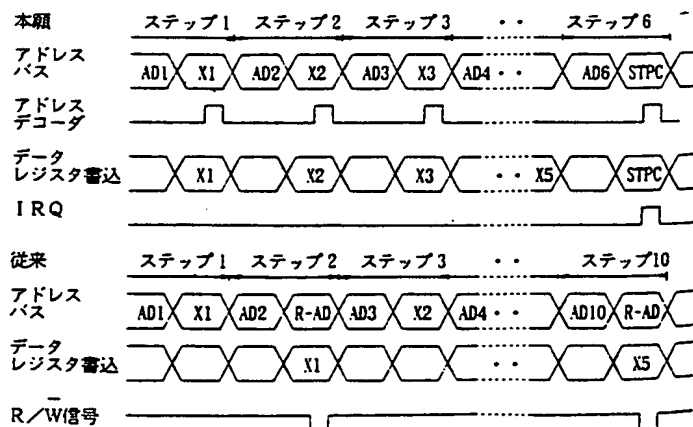 本願 ステップ1 ステップ2 ステップ3 ・・ ステップ6
アドレス
バス AD1 X1 AD2 X2 AD3 X3 AD4 ・・ AD6 STPC
アドレス
デコーダ
データ
レジスタ書込 X1 X2 X3 ・・ X5 STPC
IRQ
従来 ステップ1 ステップ2 ステップ3 ・・ ステップ10
アドレス
バス AD1 X1 AD2 R-AD AD3 X2 AD4 ・・ AD10 R-AD
データ
レジスタ書込 X1 ・・ X5
R/W̅信号